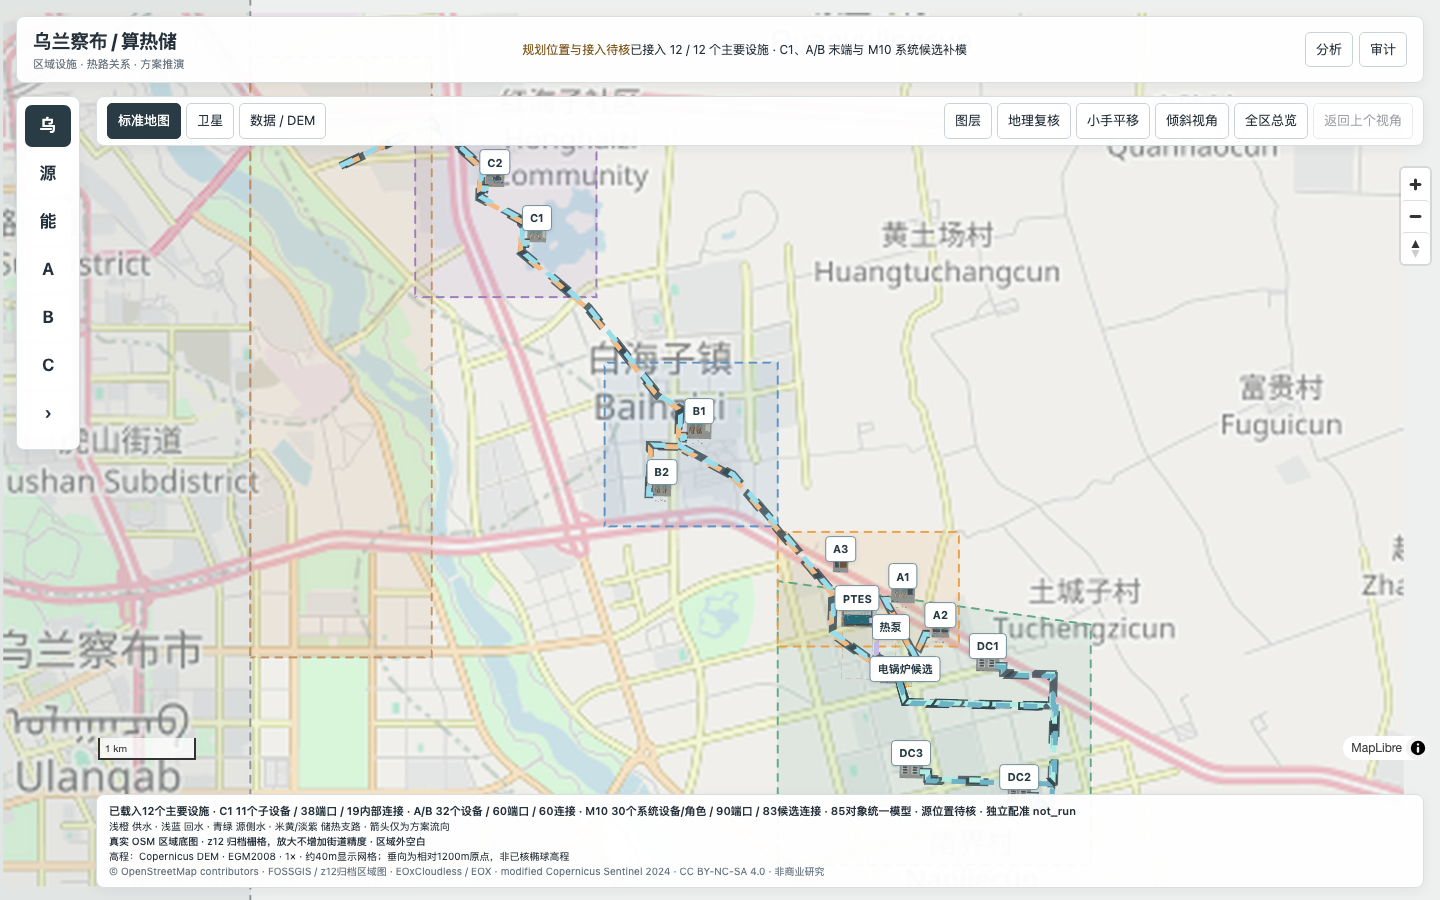 乌兰察布 / 算热储
区域设施 · 热路关系 · 方案推演
规划位置与接入待核已接入 12 / 12 个主要设施 · C1、A/B 末端与 M10 系统候选补模
分析
审计
乌
源
能
A
B
C
›
标准地图
卫星
数据 / DEM
图层
地理复核
小手平移
倾斜视角
全区总览
返回上个视角
Community
Quanhaocun
C2
C1
黄土场村
Huangtuchangcun
strict
白海子镇
B1
B2
富贵村
Fuguicun
山街道
ushan Subdistrict
A3
A1
PTES
A2
热泵
土城子村
Tuchengzicun
DC1
电锅炉候选
乌兰察布市
Ulanqab
1 km
DC3
DC2
MapLibre
已载入12个主要设施 · C1 11个子设备 / 38端口 / 19内部连接 · A/B 32个设备 / 60端口 / 60连接 · M10 30个系统设备/角色 / 90端口 / 83候选连接 · 85对象统一模型 · 源位置待核 · 独立配准 not_run
浅橙 供水 · 浅蓝 回水 · 青绿 源侧水 · 米黄/淡紫 储热支路 · 箭头仅为方案流向
真实 OSM 区域底图 · z12 归档栅格，放大不增加街道精度 · 区域外空白
高程：Copernicus DEM · EGM2008 · 1× · 约40m显示网格；垂向为相对1200m原点，非已核椭球高程
© OpenStreetMap contributors · FOSSGIS / z12归档区域图 · EOxCloudless / EOX · modified Copernicus Sentinel 2024 · CC BY-NC-SA 4.0 · 非商业研究